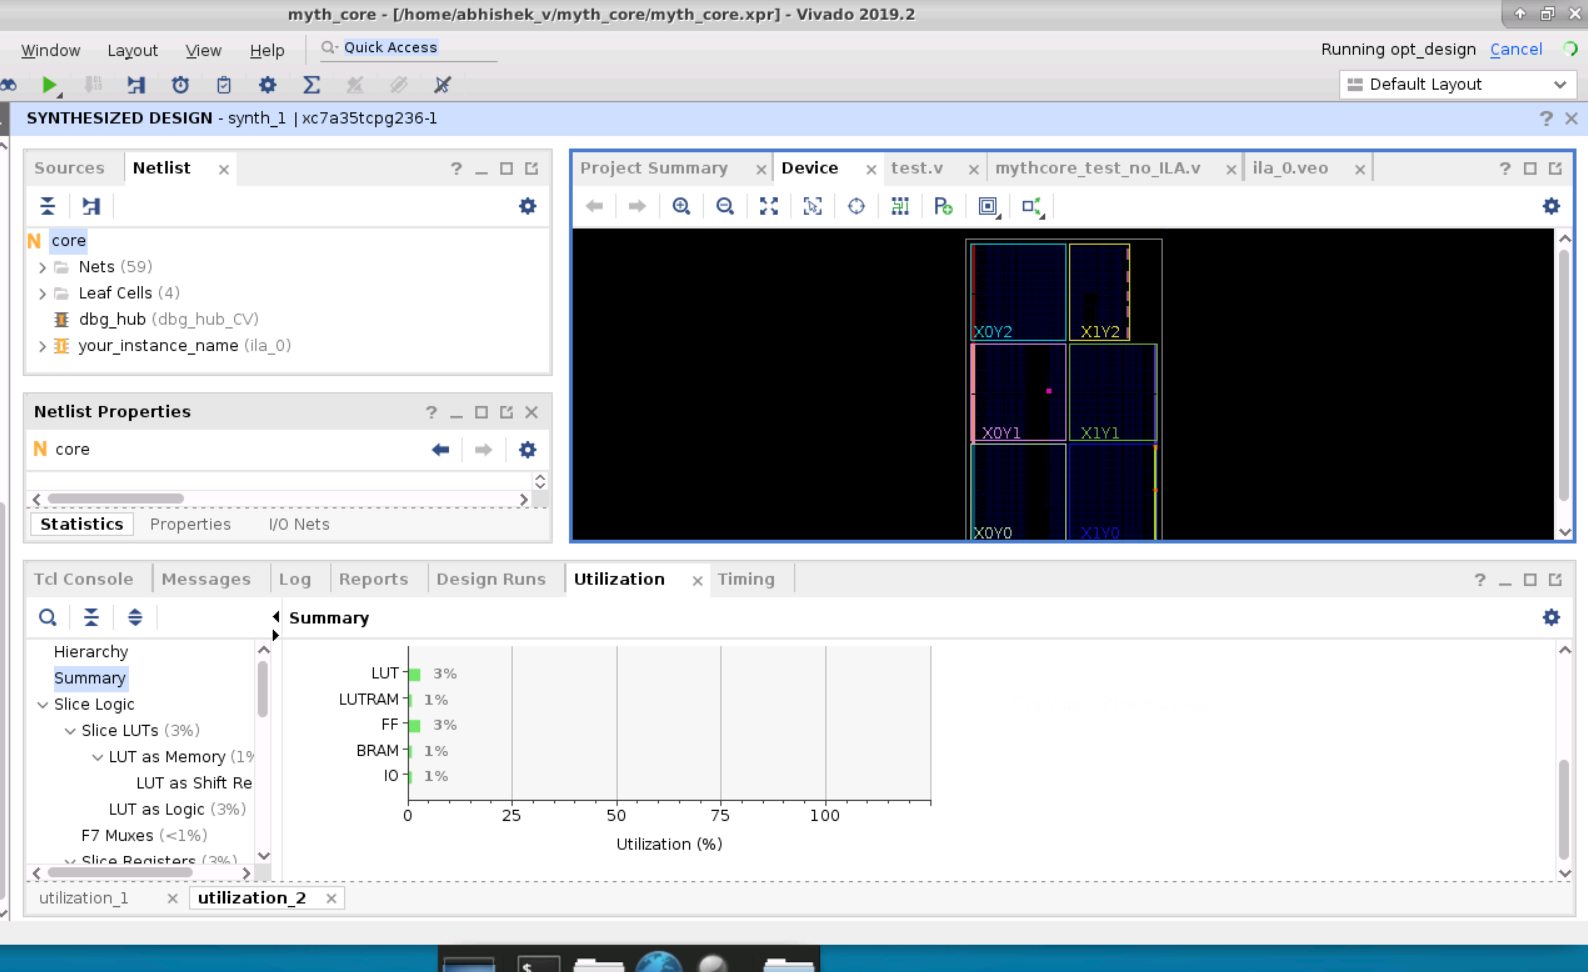 myth_core - [/home/abhishek_v/myth_core/myth_core.xpr] - Vivado 2019.2
Window Layout View Help Quick Access Running opt_design Cancel
Default Layout
SYNTHESIZED DESIGN - synth_1 | xc7a35tcpg236-1
Sources Netlist
Project Summary Device test.v mythcore_test_no_ILA.v ila_0.veo
N core
Nets (59)
Leaf Cells (4)
dbg_hub (dbg_hub_CV)
your_instance_name (ila_0)
X0Y2 X1Y2
X0Y1 X1Y1
X0Y0 X1Y0
Netlist Properties
N core
Statistics Properties I/O Nets
Tcl Console Messages Log Reports Design Runs Utilization Timing
Summary
Hierarchy
Summary
Slice Logic
Slice LUTs (3%)
LUT as Memory (1%
LUT as Shift Re
LUT as Logic (3%)
F7 Muxes (<1%)
Slice Registers (3%)
LUT 3%
LUTRAM 1%
FF 3%
BRAM 1%
IO 1%
0 25 50 75 100
Utilization (%)
utilization_1 utilization_2